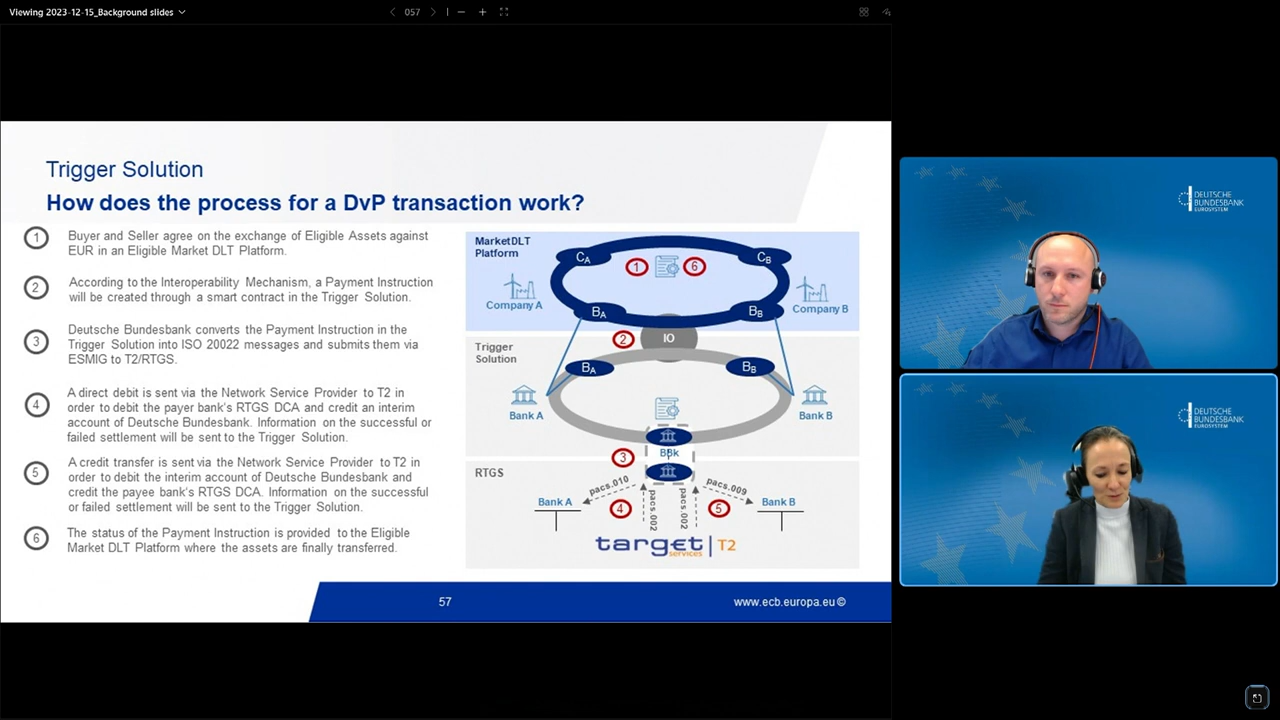 Viewing 2023-12-15_Background slides
057
Trigger Solution
How does the process for a DvP transaction work?
1
Buyer and Seller agree on the exchange of Eligible Assets against
EUR in an Eligible Market DLT Platform.
2
According to the Interoperability Mechanism, a Payment Instruction
will be created through a smart contract in the Trigger Solution.
3
Deutsche Bundesbank converts the Payment Instruction in the
Trigger Solution into ISO 20022 messages and submits them via
ESMIG to T2/RTGS.
4
A direct debit is sent via the Network Service Provider to T2 in
order to debit the payer bank's RTGS DCA and credit an interim
account of Deutsche Bundesbank. Information on the successful or
failed settlement will be sent to the Trigger Solution.
5
A credit transfer is sent via the Network Service Provider to T2 in
order to debit the interim account of Deutsche Bundesbank and
credit the payee bank's RTGS DCA. Information on the successful
or failed settlement will be sent to the Trigger Solution.
6
The status of the Payment Instruction is provided to the Eligible
Market DLT Platform where the assets are finally transferred.
Market DLT
Platform
CA
CB
1
6
Company A
Company B
BA
BB
2
IO
Trigger
Solution
BA
BB
Bank A
Bank B
3
BBk
RTGS
pacs.010
pacs.009
Bank A
Bank B
4
pacs.002
pacs.002
5
target services | T2
57
www.ecb.europa.eu ©
DEUTSCHE
BUNDESBANK
EUROSYSTEM
DEUTSCHE
BUNDESBANK
EUROSYSTEM